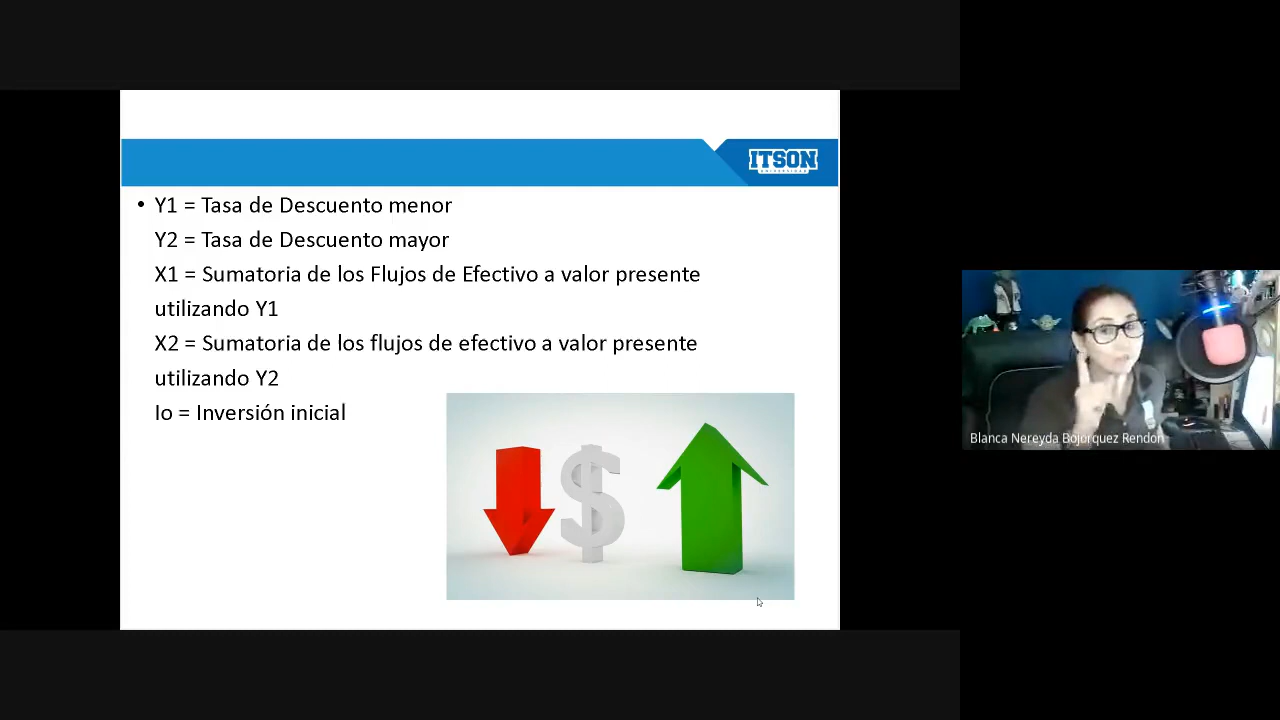 ITSON
• Y1 = Tasa de Descuento menor
Y2 = Tasa de Descuento mayor
X1 = Sumatoria de los Flujos de Efectivo a valor presente
utilizando Y1
X2 = Sumatoria de los flujos de efectivo a valor presente
utilizando Y2
Io = Inversión inicial
$
Blanca Nereyda Bojorquez Rendon